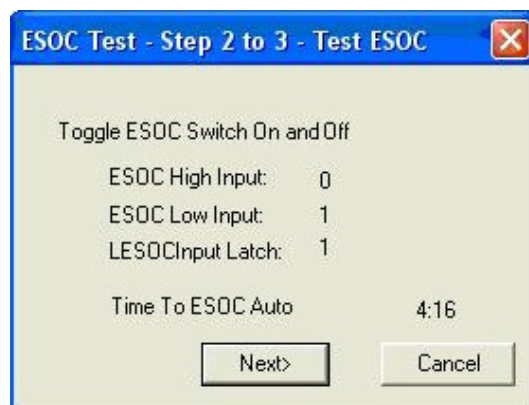 ESOC Test - Step 2 to 3 - Test ESOC
Toggle ESOC Switch On and Off
ESOC High Input: 0
ESOC Low Input: 1
LESOCInput Latch: 1
Time To ESOC Auto 4:16
Next> Cancel